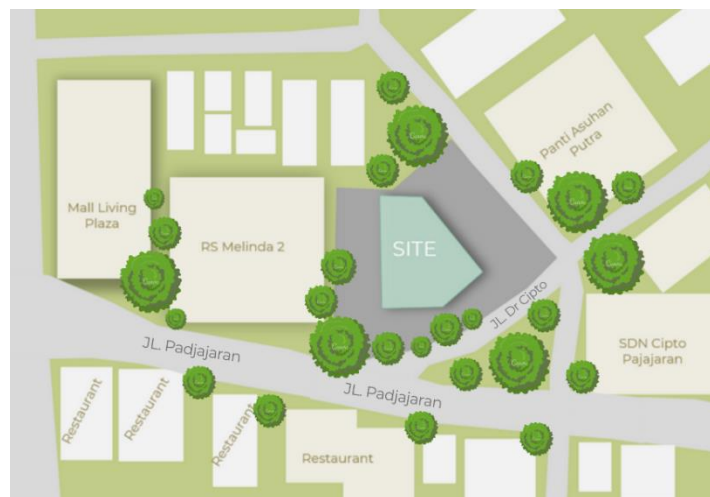 Panti Asuhan
Putra
Mall Living
Plaza
RS Melinda 2
SITE
JL. Dr Cipto
SDN Cipto
Pajajaran
JL. Padjajaran
JL. Padjajaran
Restaurant
Restaurant
Restaurant
Restaurant